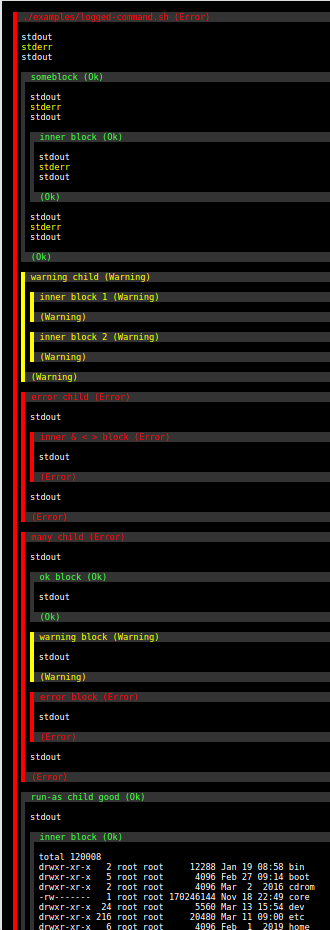 ./examples/logged-command.sh (Error)
stdout
stderr
stdout
someblock (Ok)
stdout
stderr
stdout
inner block (Ok)
stdout
stderr
stdout
(Ok)
stdout
stderr
stdout
(Ok)
warning child (Warning)
inner block 1 (Warning)
(Warning)
inner block 2 (Warning)
(Warning)
(Warning)
error child (Error)
stdout
inner & < > block (Error)
stdout
(Error)
stdout
(Error)
many child (Error)
stdout
ok block (Ok)
stdout
(Ok)
warning block (Warning)
stdout
(Warning)
error block (Error)
stdout
(Error)
stdout
(Error)
run-as child good (Ok)
stdout
inner block (Ok)
total 120008
drwxr-xr-x 2 root root 12288 Jan 19 08:58 bin
drwxr-xr-x 5 root root 4096 Feb 27 09:14 boot
drwxr-xr-x 2 root root 4096 Mar 2 2016 cdrom
-rw------- 1 root root 170246144 Nov 18 22:49 core
drwxr-xr-x 24 root root 5560 Mar 13 15:54 dev
drwxr-xr-x 216 root root 20480 Mar 11 09:00 etc
drwxr-xr-x 6 root root 4096 Feb 1 2019 home